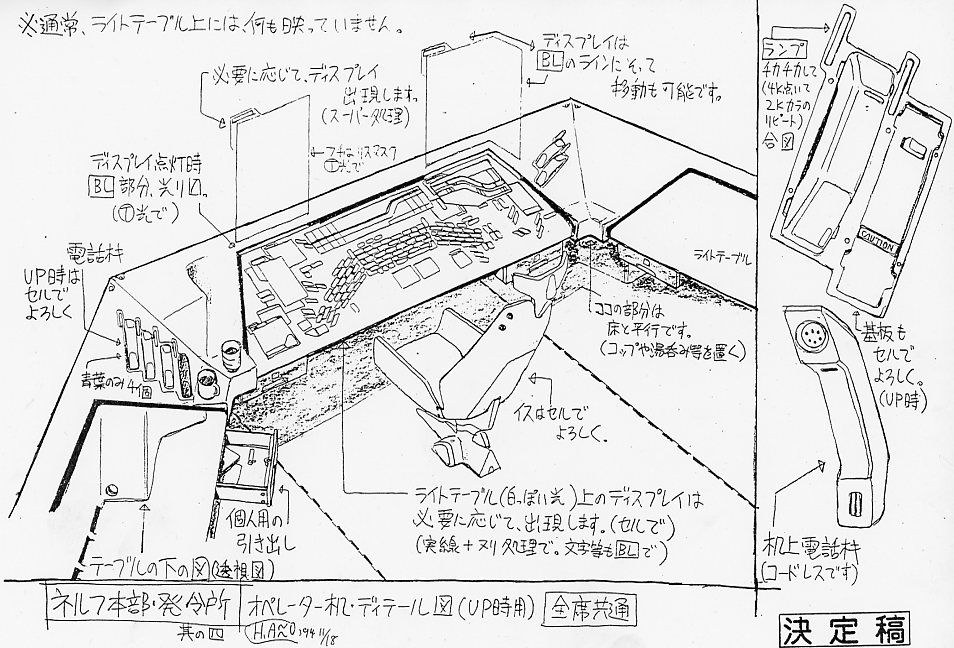 ※通常、ライトテーブル上には、何も映っていません。
必要に応じて、ディスプレイ
出現します。
(スーパー処理)
ディスプレイは
BLのラインにそって
移動も可能です。
フチはリスマスク
Ⓣ光で
ディスプレイ点灯時
BL部分、光り
(Ⓣ光で)
電話機
UP時は
セルで
よろしく
青葉のみ
4個
ライトテーブル
ココの部分は
床と平行です。
(コップや湯呑み等を置く)
イスはセルで
よろしく。
ライトテーブル(白っぽい光)上のディスプレイは
必要に応じて、出現します。(セルで)
(実線+ヌリ処理で。文字等もBLで)
個人用の
引き出し
テーブルの下の図(透視図)
ランプ
チカチカして
(4K点いて
2Kカラの
リピート)
合図
CAUTION
基板も
セルで
よろしく。
(UP時)
机上電話機
(コードレスです)
ネルフ本部・発令所
其の四
オペレーター机・ディテール図(UP時用)
全席共通
'94 11/18
決定稿